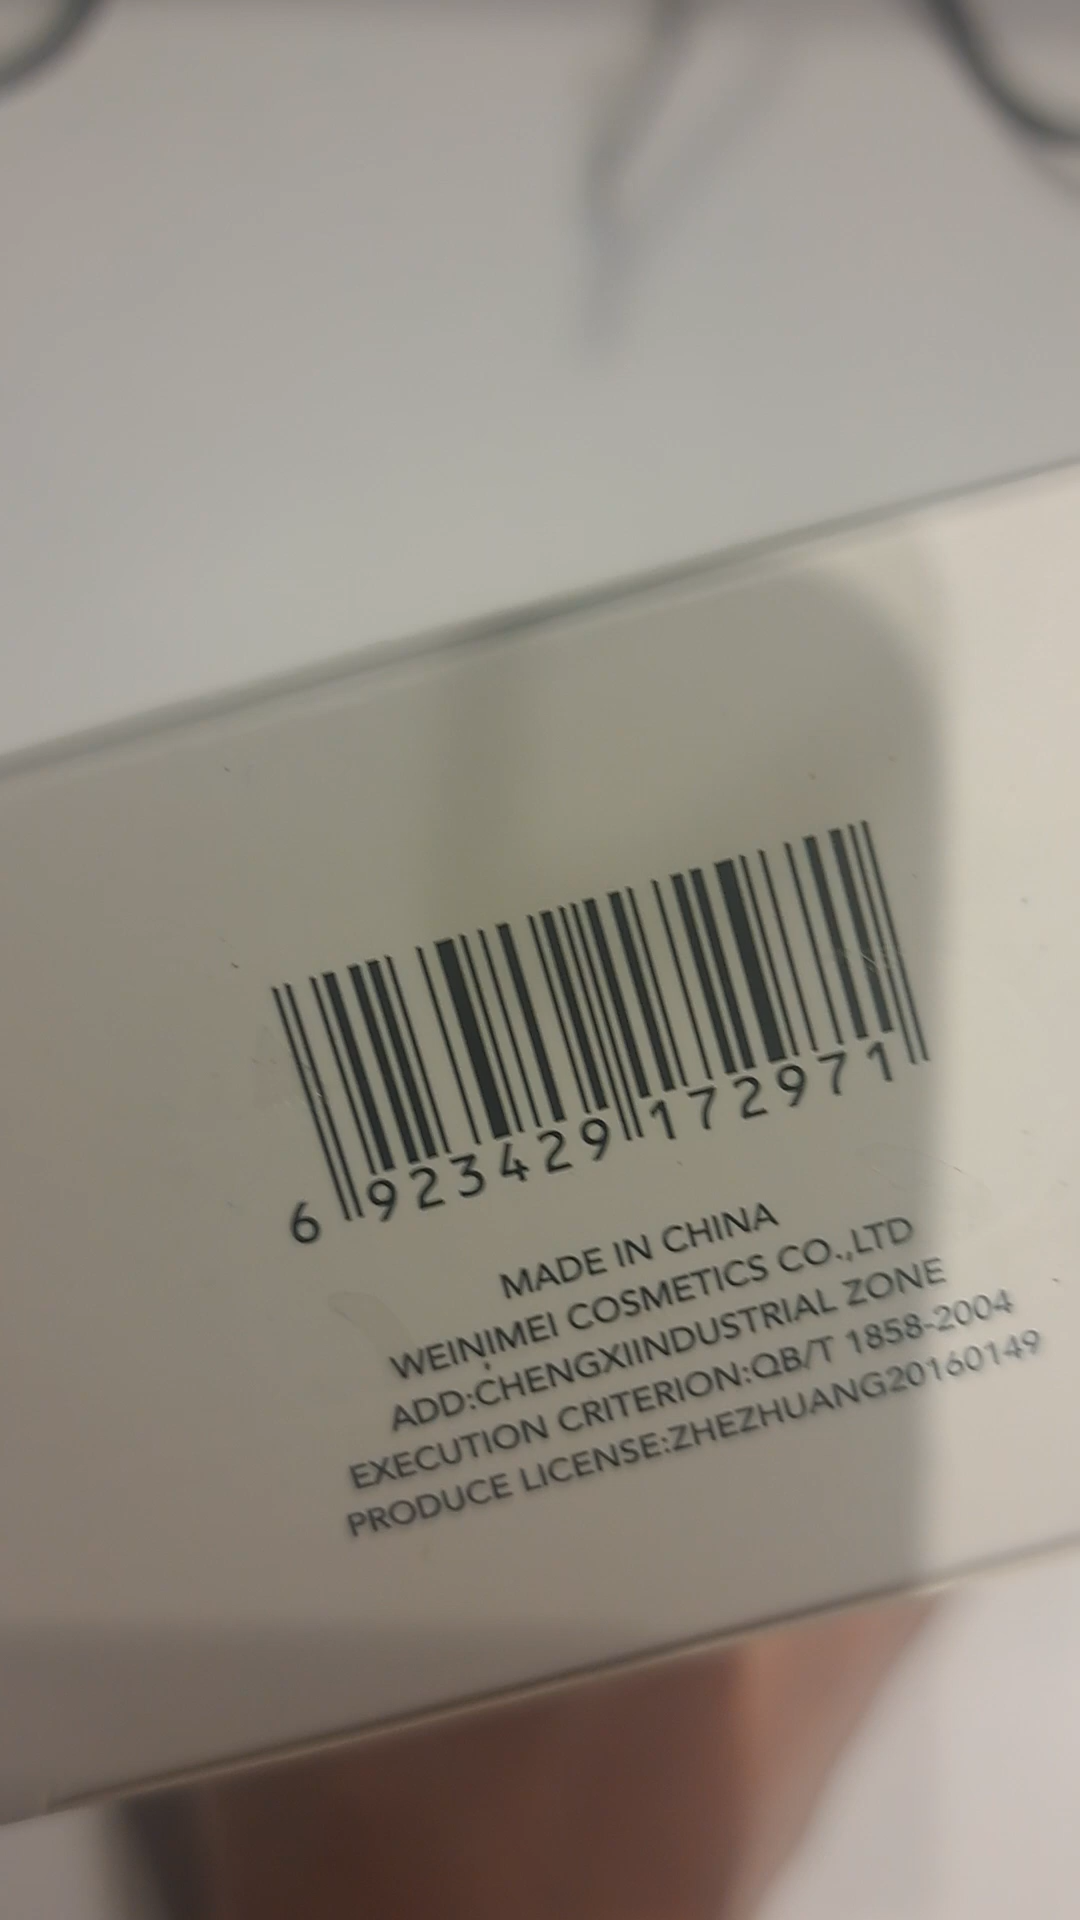 6 923429 172971
MADE IN CHINA
WEINIMEI COSMETICS CO.,LTD
ADD:CHENGXIINDUSTRIAL ZONE
EXECUTION CRITERION:QB/T 1858-2004
PRODUCE LICENSE:ZHEZHUANG20160149